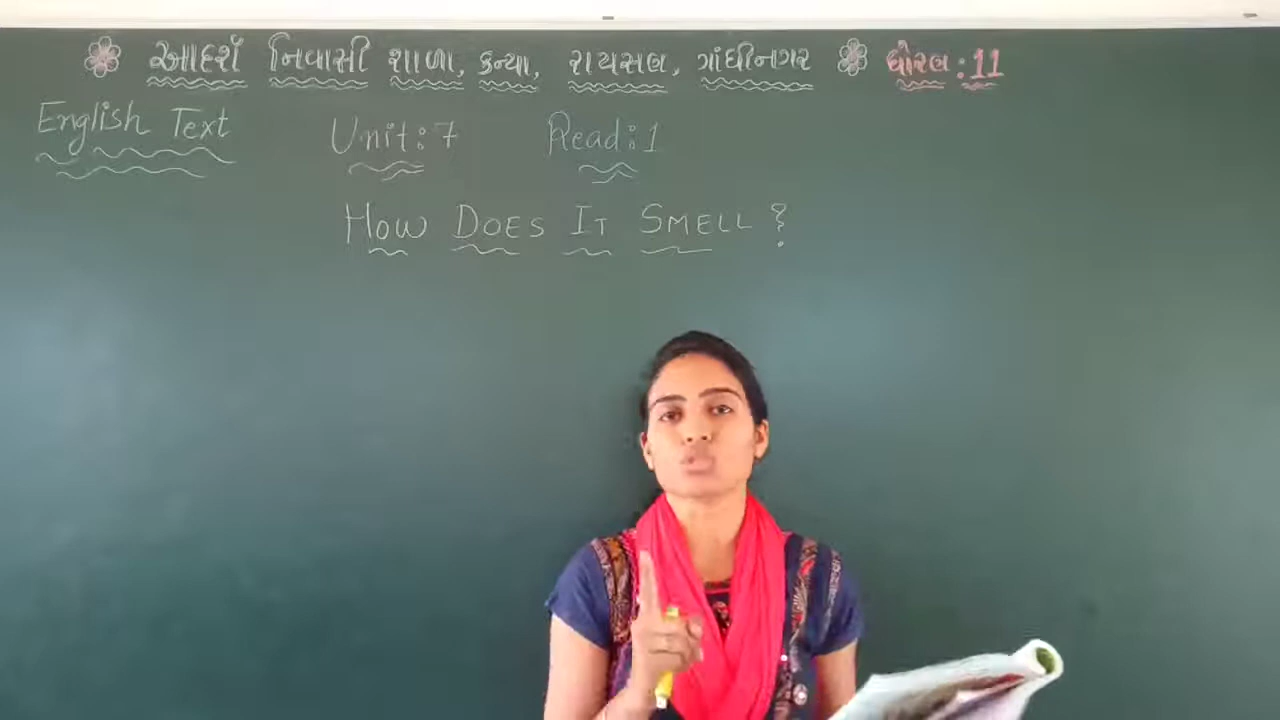 આદર્શ નિવાસી શાળા, કન્યા, રાયસણ, ગાંધીનગર ધોરણ : 11
English Text Unit : 7 Read : 1
HOW DOES IT SMELL ?